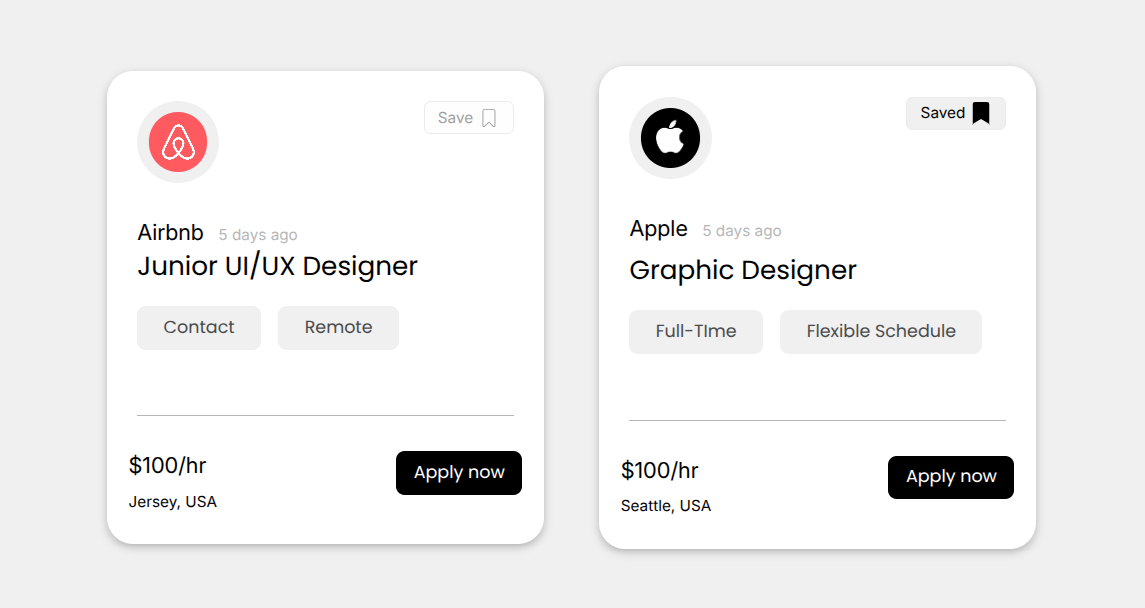 Save
Airbnb 5 days ago
Junior UI/UX Designer
Contact Remote
$100/hr
Apply now
Jersey, USA
Saved
Apple 5 days ago
Graphic Designer
Full-TIme Flexible Schedule
$100/hr
Apply now
Seattle, USA